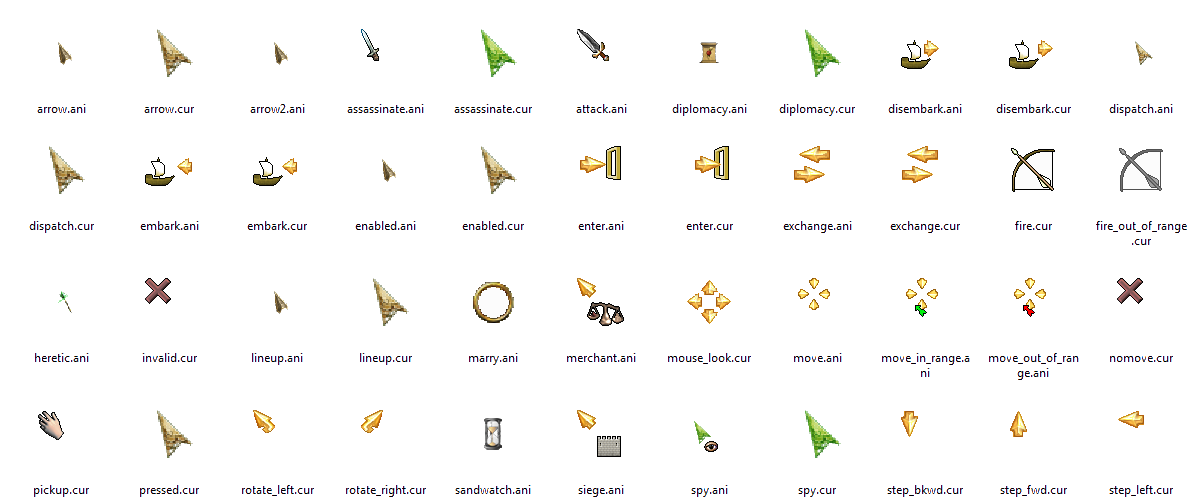 arrow.ani arrow.cur arrow2.ani assassinate.ani assassinate.cur attack.ani diplomacy.ani diplomacy.cur disembark.ani disembark.cur dispatch.ani
dispatch.cur embark.ani embark.cur enabled.ani enabled.cur enter.ani enter.cur exchange.ani exchange.cur fire.cur fire_out_of_range
.cur
heretic.ani invalid.cur lineup.ani lineup.cur marry.ani merchant.ani mouse_look.cur move.ani move_in_range.a move_out_of_ran nomove.cur
ni ge.ani
pickup.cur pressed.cur rotate_left.cur rotate_right.cur sandwatch.ani siege.ani spy.ani spy.cur step_bkwd.cur step_fwd.cur step_left.cur